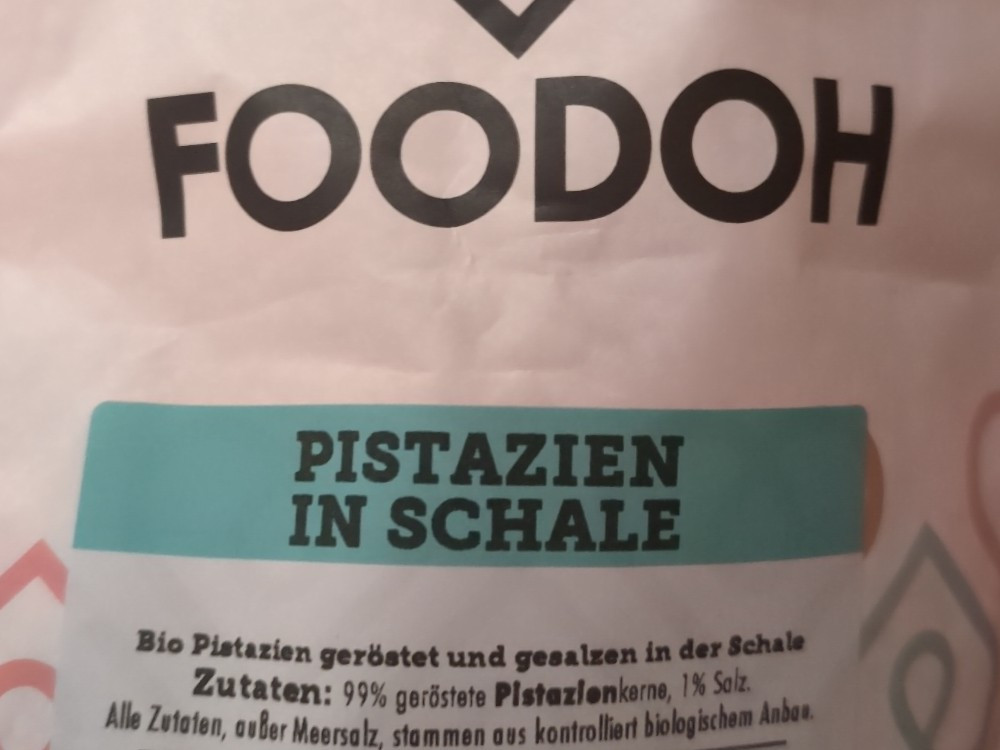 FOODOH
PISTAZIEN
IN SCHALE
Bio Pistazien geröstet und gesalzen in der Schale
Zutaten: 99% geröstete Pistazienkerne, 1% Salz.
Alle Zutaten, außer Meersalz, stammen aus kontrolliert biologischem Anbau.